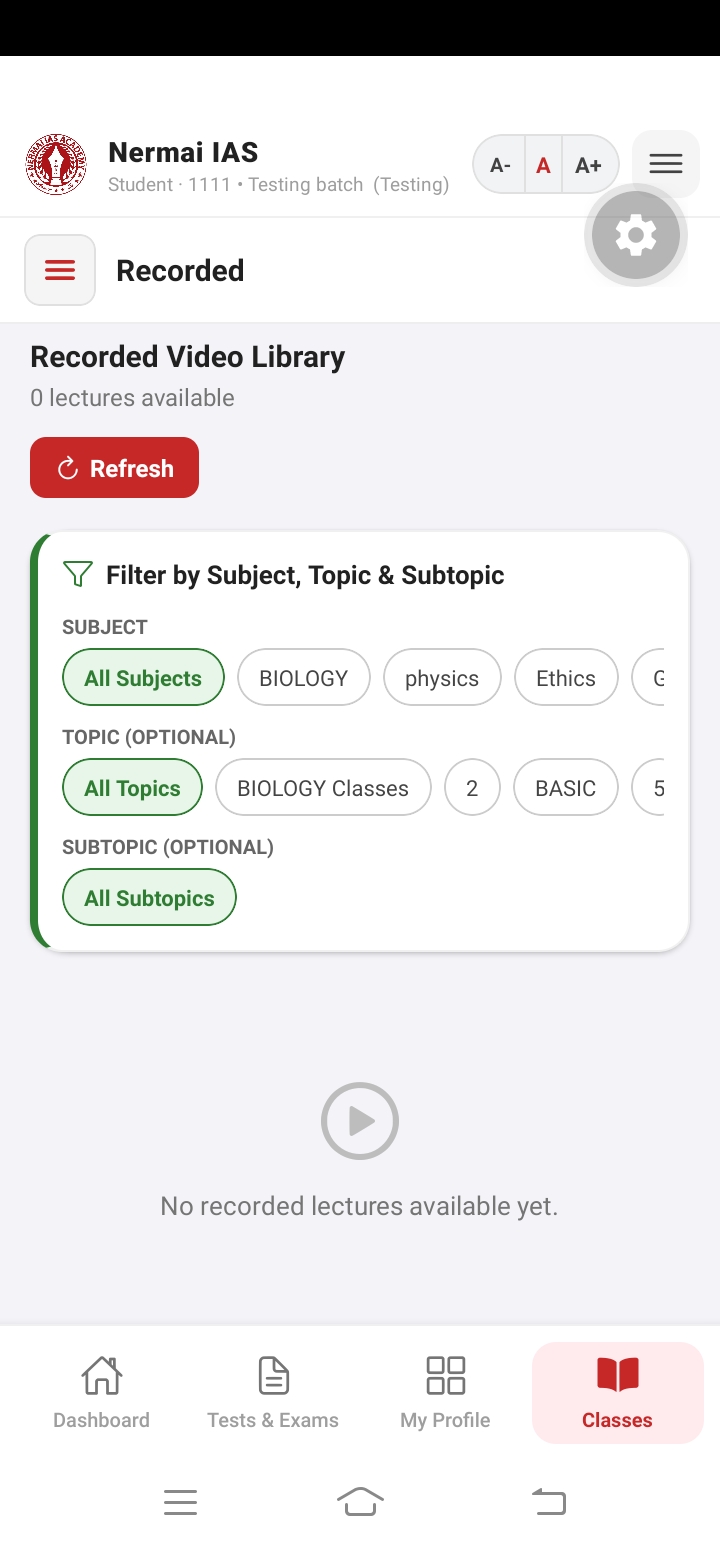 Nermai IAS
Student · 1111 • Testing batch (Testing)
A- A A+
Recorded
Recorded Video Library
0 lectures available
Refresh
Filter by Subject, Topic & Subtopic
SUBJECT
All Subjects BIOLOGY physics Ethics G
TOPIC (OPTIONAL)
All Topics BIOLOGY Classes 2 BASIC 5
SUBTOPIC (OPTIONAL)
All Subtopics
No recorded lectures available yet.
Dashboard Tests & Exams My Profile Classes